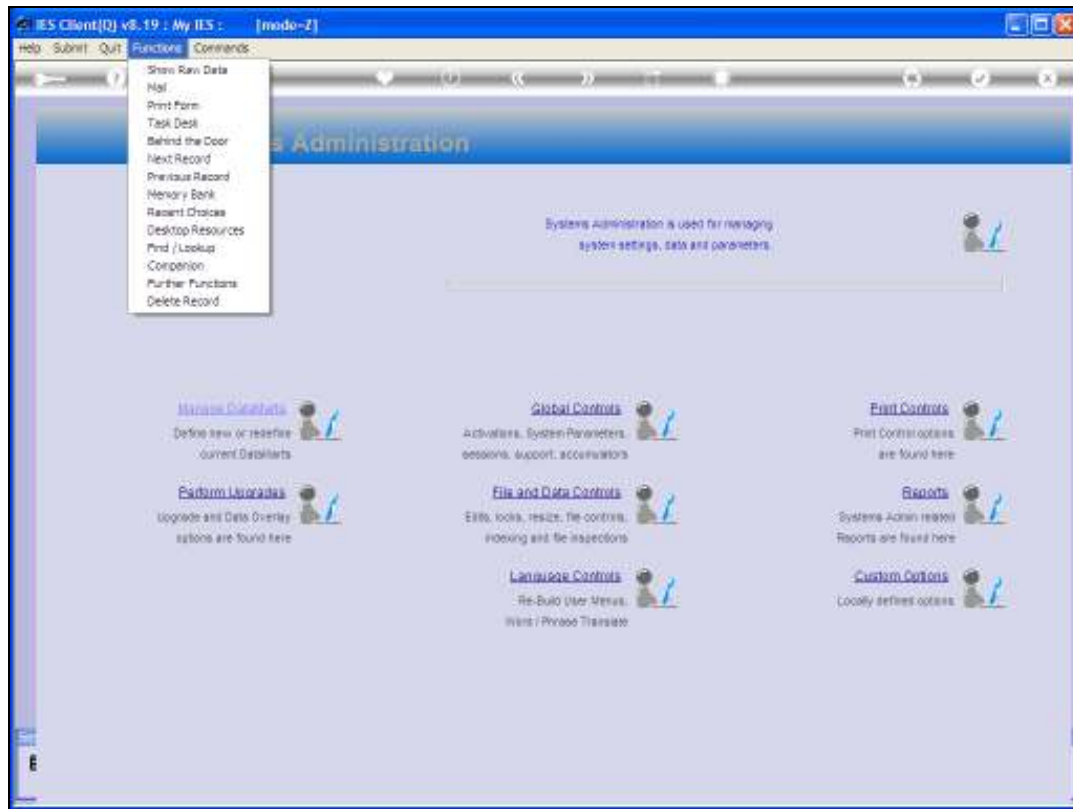 IES Client(Q) v8.19 : My IES : [mode-Z]
Help Submit Quit Functions Commands
Show Raw Data
Mail
Print Form
Task Desk
Behind the Door
Next Record
Previous Record
Memory Bank
Recent Choices
Desktop Resources
Find / Lookup
Companion
Further Functions
Delete Record
s Administration
Systems Administration is used for managing
system settings, data and parameters.
Manage DataMarts
Define new or redefine
current DataMarts
Global Controls
Activations, System Parameters,
sessions, support, accumulators
Print Controls
Print Control options
are found here
Perform Upgrades
Upgrade and Data Overlay
options are found here
File and Data Controls
Edits, locks, resize, file controls,
indexing and file inspections
Reports
Systems Admin related
Reports are found here
Language Controls
Re-Build User Menus,
Word / Phrase Translate
Custom Options
Locally defined options